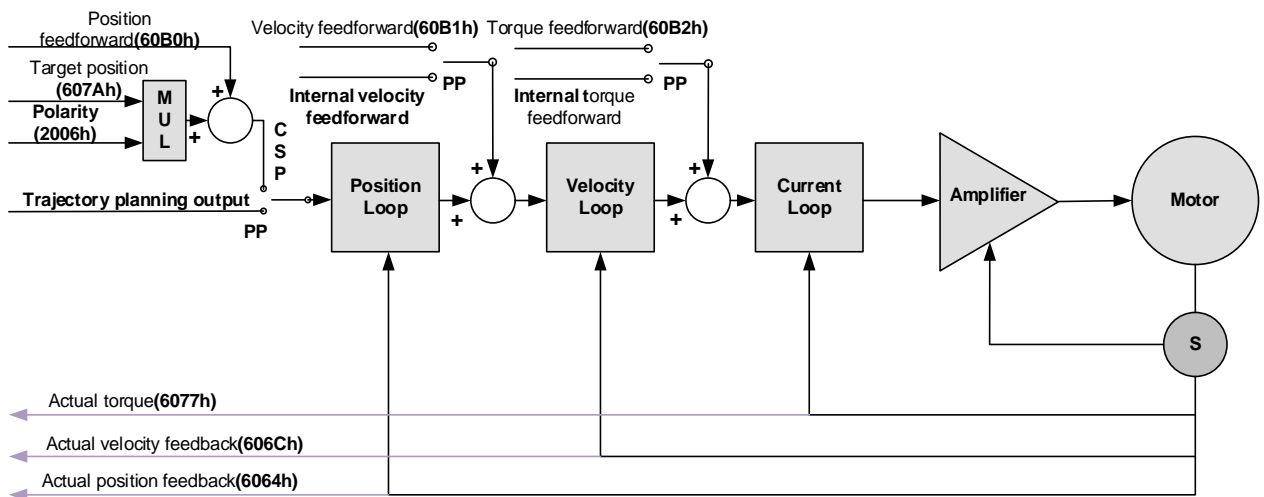 Position
feedforward(60B0h)
Target position
(607Ah)
Polarity
(2006h)
M
U
L
+
+
C
S
P
Trajectory planning output
PP
Velocity feedforward(60B1h)
PP
Internal velocity
feedforward
Torque feedforward(60B2h)
PP
Internal torque
feedforward
Position
Loop
+
+
Velocity
Loop
+
+
Current
Loop
Amplifier
Motor
S
Actual torque(6077h)
Actual velocity feedback(606Ch)
Actual position feedback(6064h)